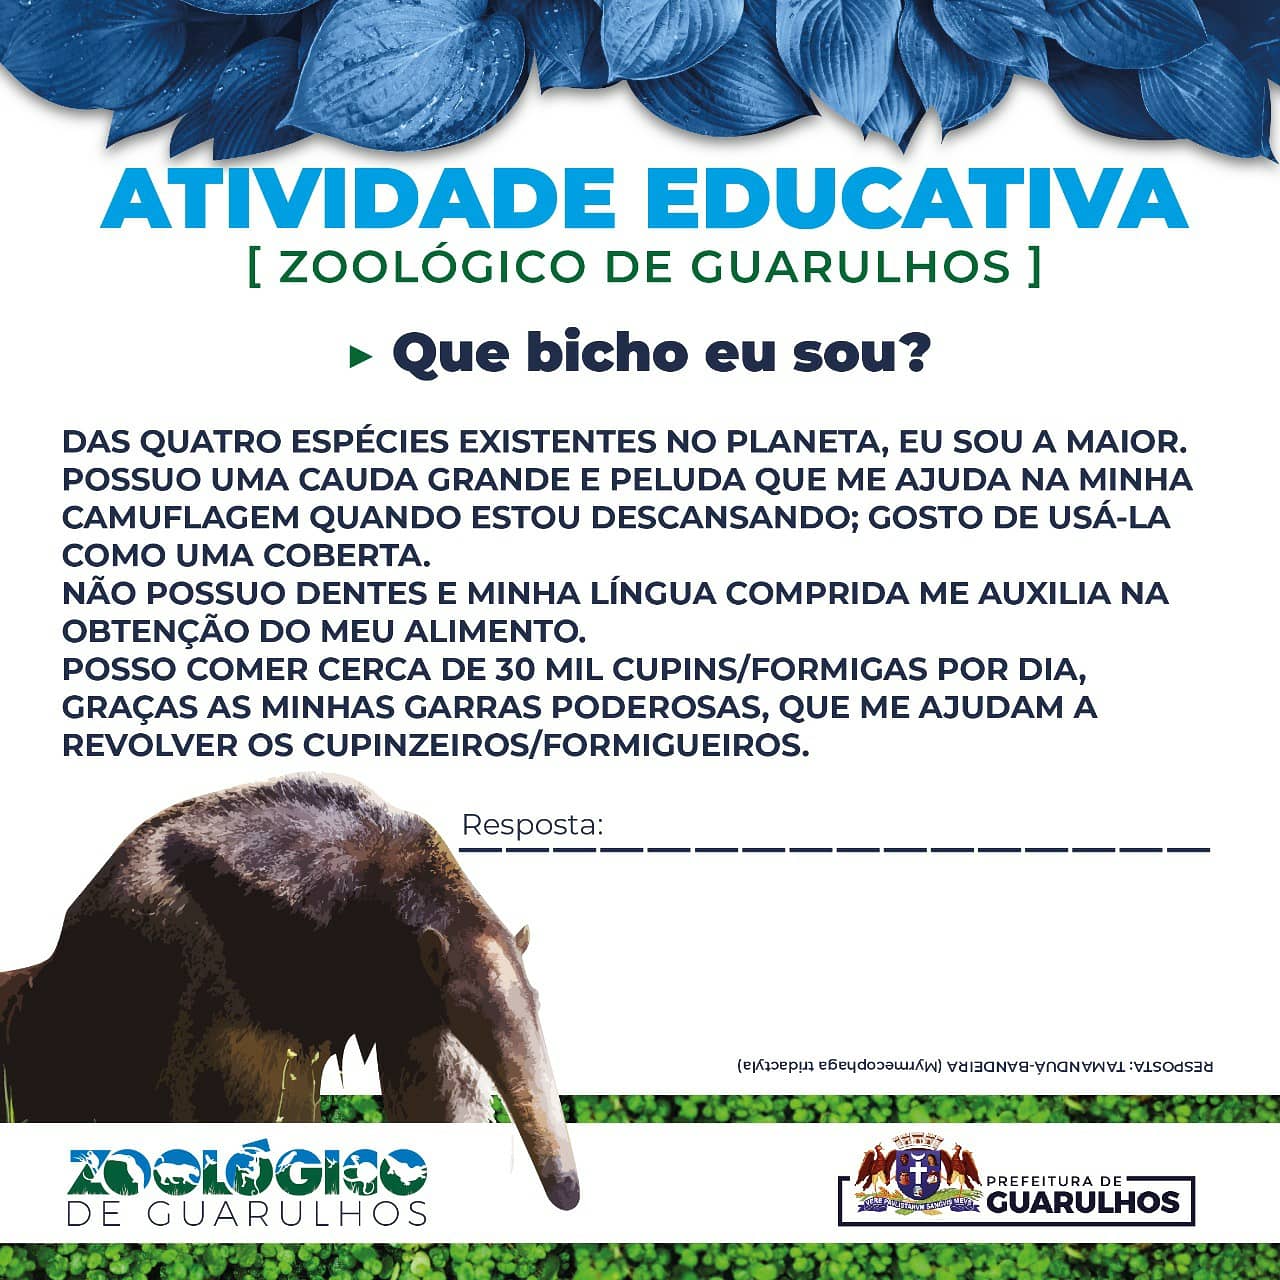 ATIVIDADE EDUCATIVA
[ ZOOLÓGICO DE GUARULHOS ]
▸ Que bicho eu sou?
DAS QUATRO ESPÉCIES EXISTENTES NO PLANETA, EU SOU A MAIOR.
POSSUO UMA CAUDA GRANDE E PELUDA QUE ME AJUDA NA MINHA
CAMUFLAGEM QUANDO ESTOU DESCANSANDO; GOSTO DE USÁ-LA
COMO UMA COBERTA.
NÃO POSSUO DENTES E MINHA LÍNGUA COMPRIDA ME AUXILIA NA
OBTENÇÃO DO MEU ALIMENTO.
POSSO COMER CERCA DE 30 MIL CUPINS/FORMIGAS POR DIA,
GRAÇAS AS MINHAS GARRAS PODEROSAS, QUE ME AJUDAM A
REVOLVER OS CUPINZEIROS/FORMIGUEIROS.
Resposta:
RESPOSTA: TAMANDUÁ-BANDEIRA (Myrmecophaga tridactyla)
ZOOLÓGICO
DE GUARULHOS
VERE PAULISTARVM SANGVIS MEVS
PREFEITURA DE
GUARULHOS